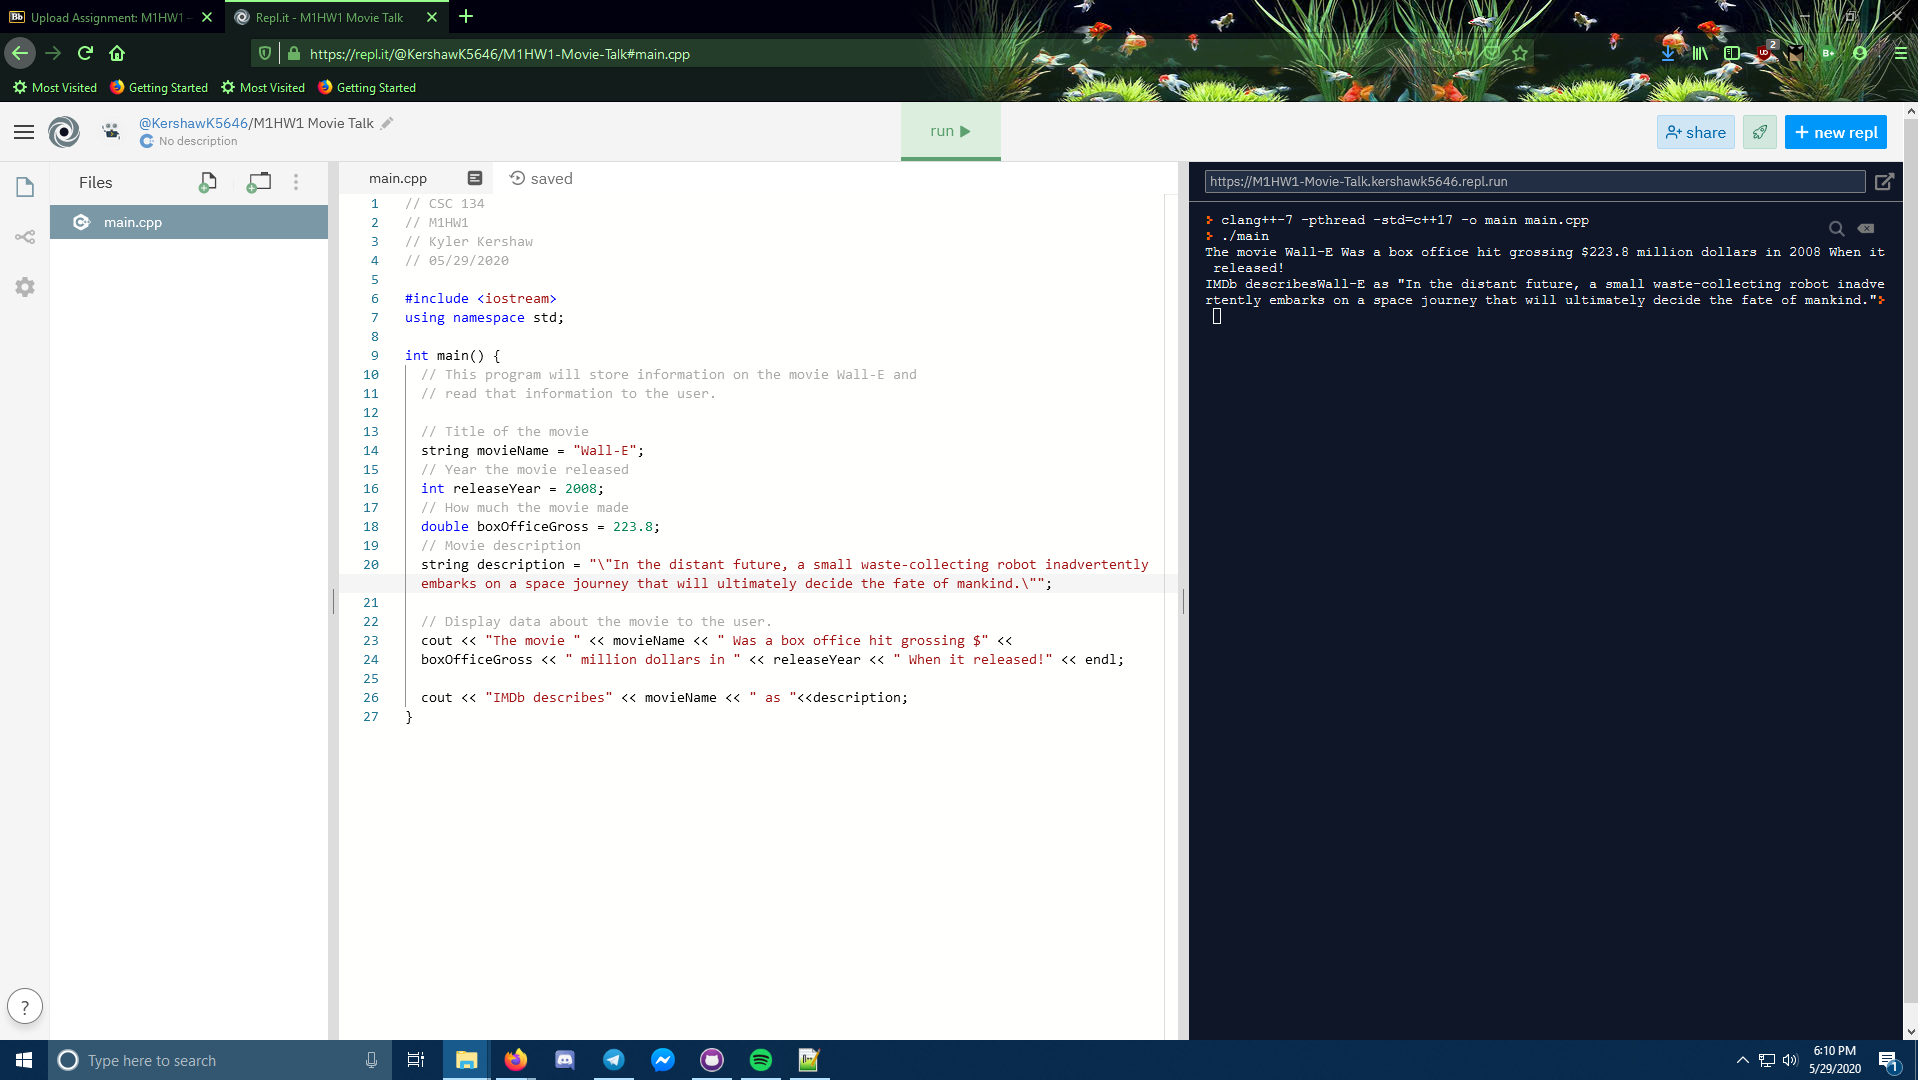 Upload Assignment: M1HW1 –
Repl.it - M1HW1 Movie Talk
https://repl.it/@KershawK5646/M1HW1-Movie-Talk#main.cpp
2
Most Visited
Getting Started
Most Visited
Getting Started
@KershawK5646/M1HW1 Movie Talk
No description
run
share
+ new repl
Files
main.cpp
main.cpp
saved
1 // CSC 134
2 // M1HW1
3 // Kyler Kershaw
4 // 05/29/2020
5
6 #include <iostream>
7 using namespace std;
8
9 int main() {
10 // This program will store information on the movie Wall-E and
11 // read that information to the user.
12
13 // Title of the movie
14 string movieName = "Wall-E";
15 // Year the movie released
16 int releaseYear = 2008;
17 // How much the movie made
18 double boxOfficeGross = 223.8;
19 // Movie description
20 string description = "\"In the distant future, a small waste-collecting robot inadvertently
embarks on a space journey that will ultimately decide the fate of mankind.\"";
21
22 // Display data about the movie to the user.
23 cout << "The movie " << movieName << " Was a box office hit grossing $" <<
24 boxOfficeGross << " million dollars in " << releaseYear << " When it released!" << endl;
25
26 cout << "IMDb describes" << movieName << " as "<<description;
27 }
https://M1HW1-Movie-Talk.kershawk5646.repl.run
clang++-7 -pthread -std=c++17 -o main main.cpp
./main
The movie Wall-E Was a box office hit grossing $223.8 million dollars in 2008 When it
released!
IMDb describesWall-E as "In the distant future, a small waste-collecting robot inadve
rtently embarks on a space journey that will ultimately decide the fate of mankind."
?
Type here to search
6:10 PM
5/29/2020
1